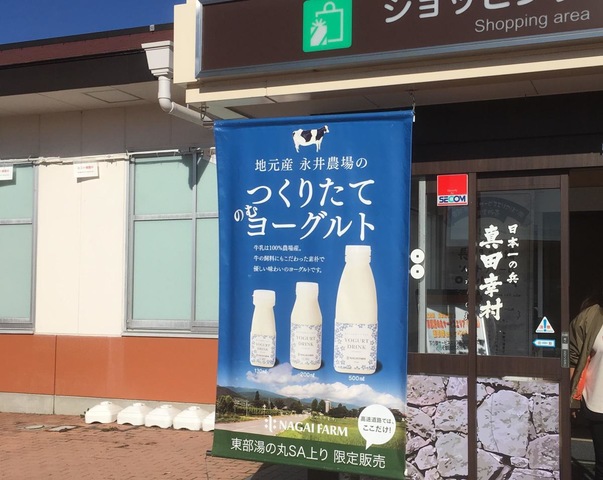 ショッピング
Shopping area
地元産 永井農場の
つくりたて
のむヨーグルト
牛乳は100%農場産。
牛の飼料にもこだわった素朴で
優しい味わいのヨーグルトです。
YOGURT
DRINK
YOGURT
DRINK
200ml
500ml
NAGAI FARM
高速道路では、
ここだけ!
東部湯の丸SA上り 限定販売
SECOM
日本一の兵
真田幸村